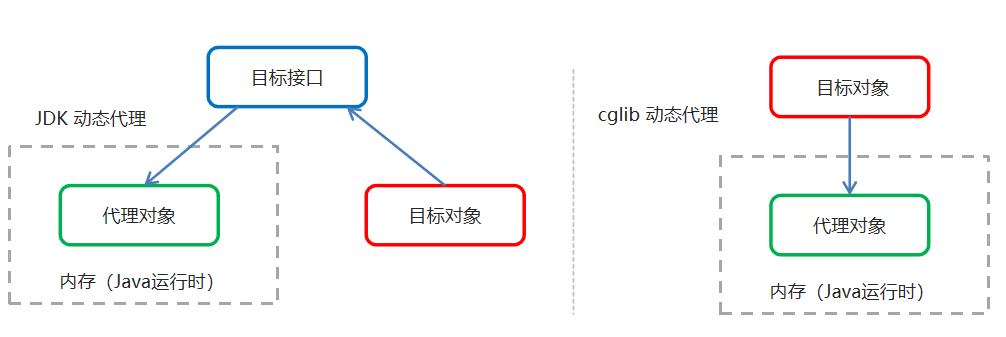 目标接口
JDK 动态代理
代理对象
目标对象
内存（Java运行时）
目标对象
cglib 动态代理
代理对象
内存（Java运行时）